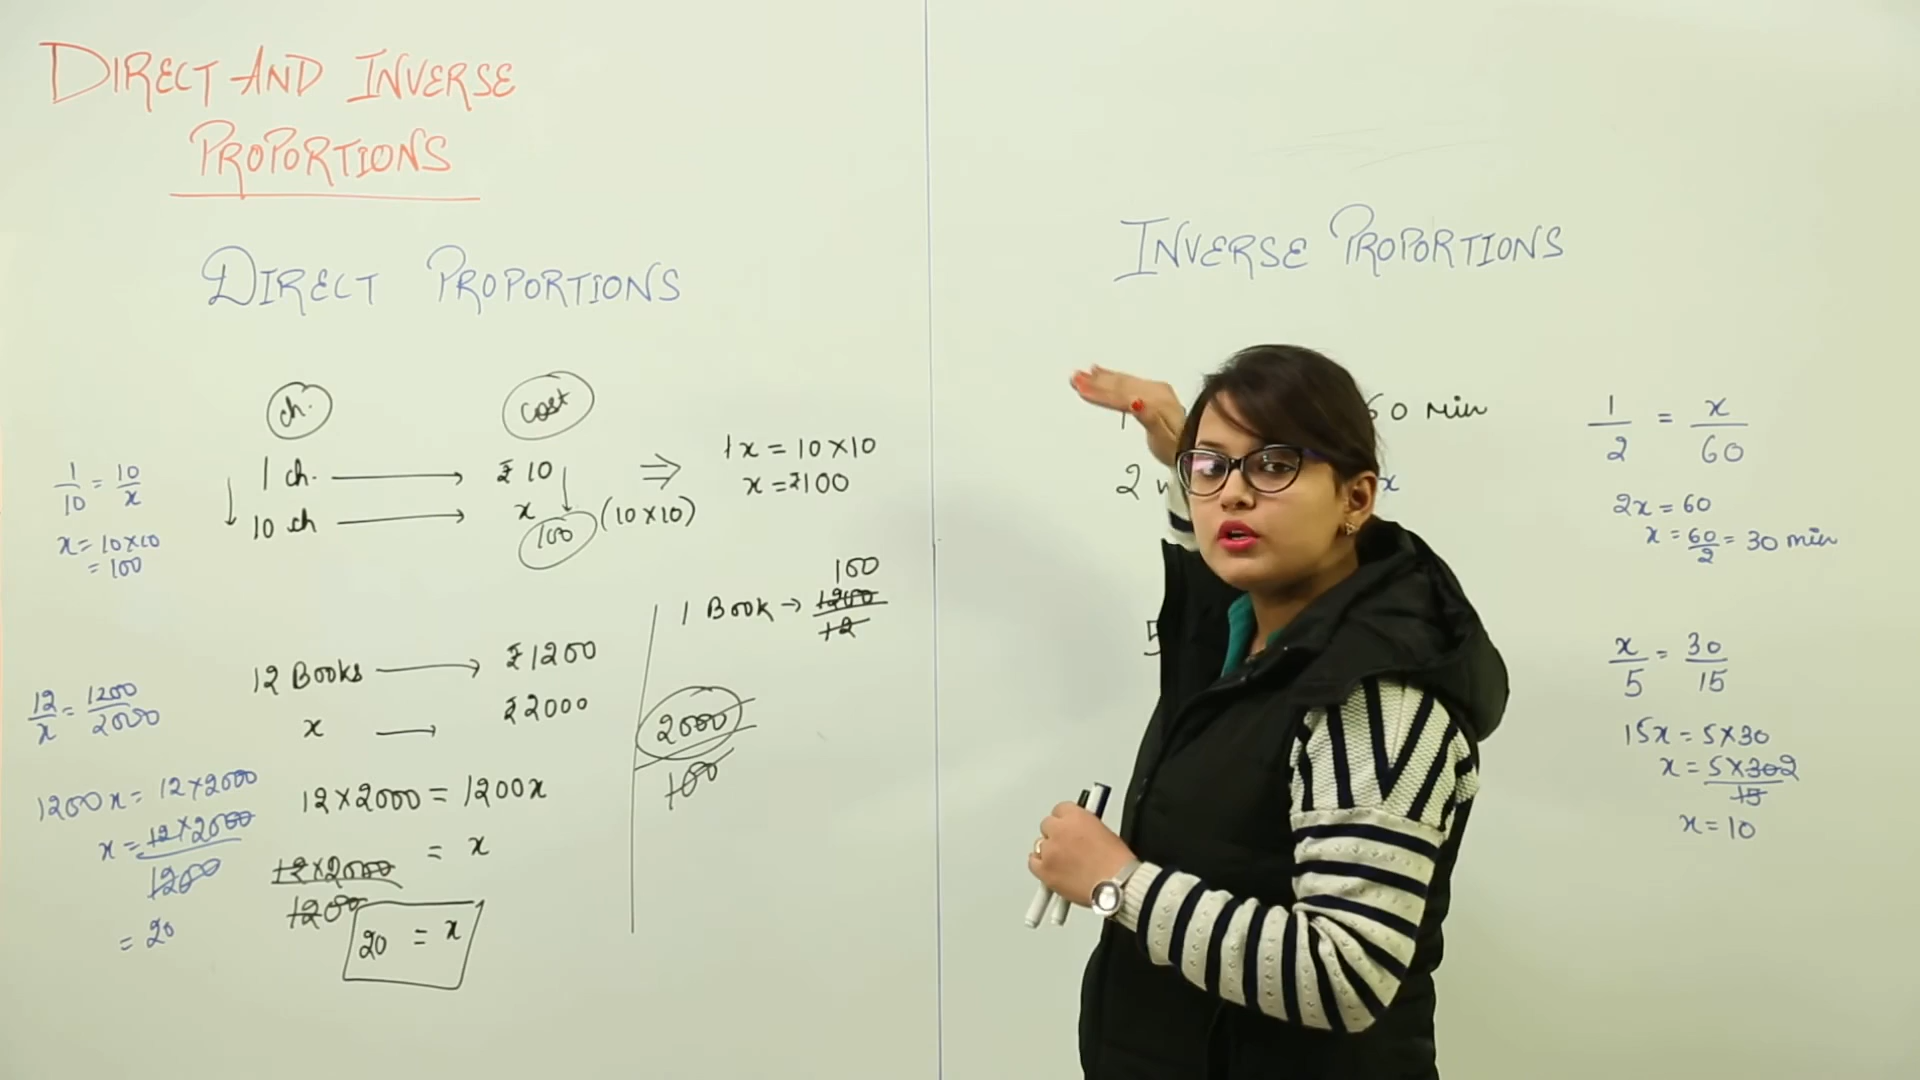 DIRECT AND INVERSE
PROPORTIONS
DIRECT PROPORTIONS
ch. cost
1 ch. → ₹ 10
10 ch → x
100 (10×10)
⇒ 1x = 10×10
x = ₹100
1/10 = 10/x
x = 10×10
= 100
12 Books → ₹1200
x → ₹2000
12×2000 = 1200x
12×2000/1200 = x
20 = x
12/x = 1200/2000
1200x = 12×2000
x = 12×2000/1200
= 20
1 Book → 1200/12 100
2000/100
INVERSE PROPORTIONS
60 min
2
x
5
1/2 = x/60
2x = 60
x = 60/2 = 30 min
x/5 = 30/15
15x = 5×30
x = 5×30 2/15
x = 10